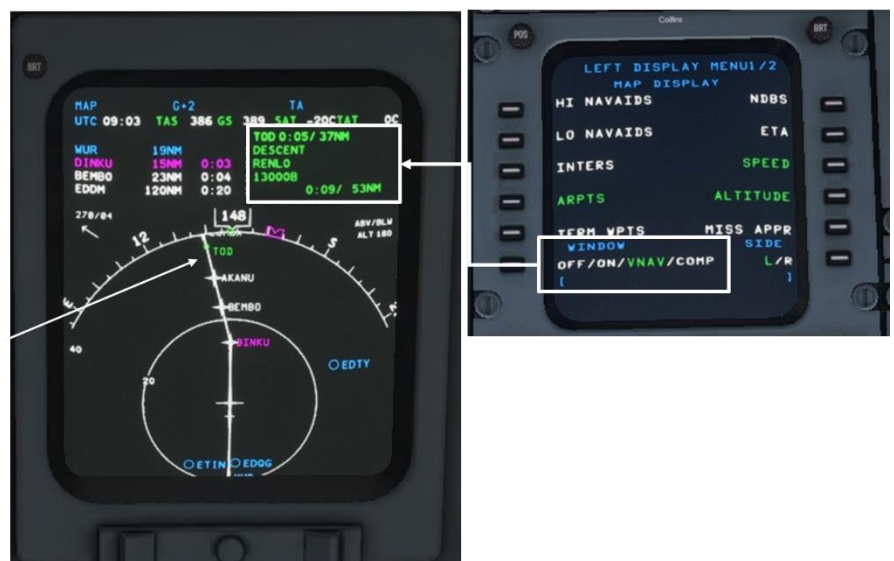 BRT
MAP G+2 TA
UTC 09:03 TAS 386 GS 389 SAT -20C TAT 0C
WUR 19NM
DINKU 15NM 0:03
BEMBO 23NM 0:04
EDDM 120NM 0:20
TOD 0:05/ 37NM
DESCENT
RENLO
13000B
0:09/ 53NM
270/04
148
ABV/BLW
ALT 180
12
S
TOD
AKANU
E
BEMBO
40
DINKU
EDTY
20
ETIN EDQG
Collins
POS BRT
LEFT DISPLAY MENU1/2
MAP DISPLAY
HI NAVAIDS NDBS
LO NAVAIDS ETA
INTERS SPEED
ARPTS ALTITUDE
TERM WPTS MISS APPR
WINDOW SIDE
OFF/ON/VNAV/COMP L/R
[ ]